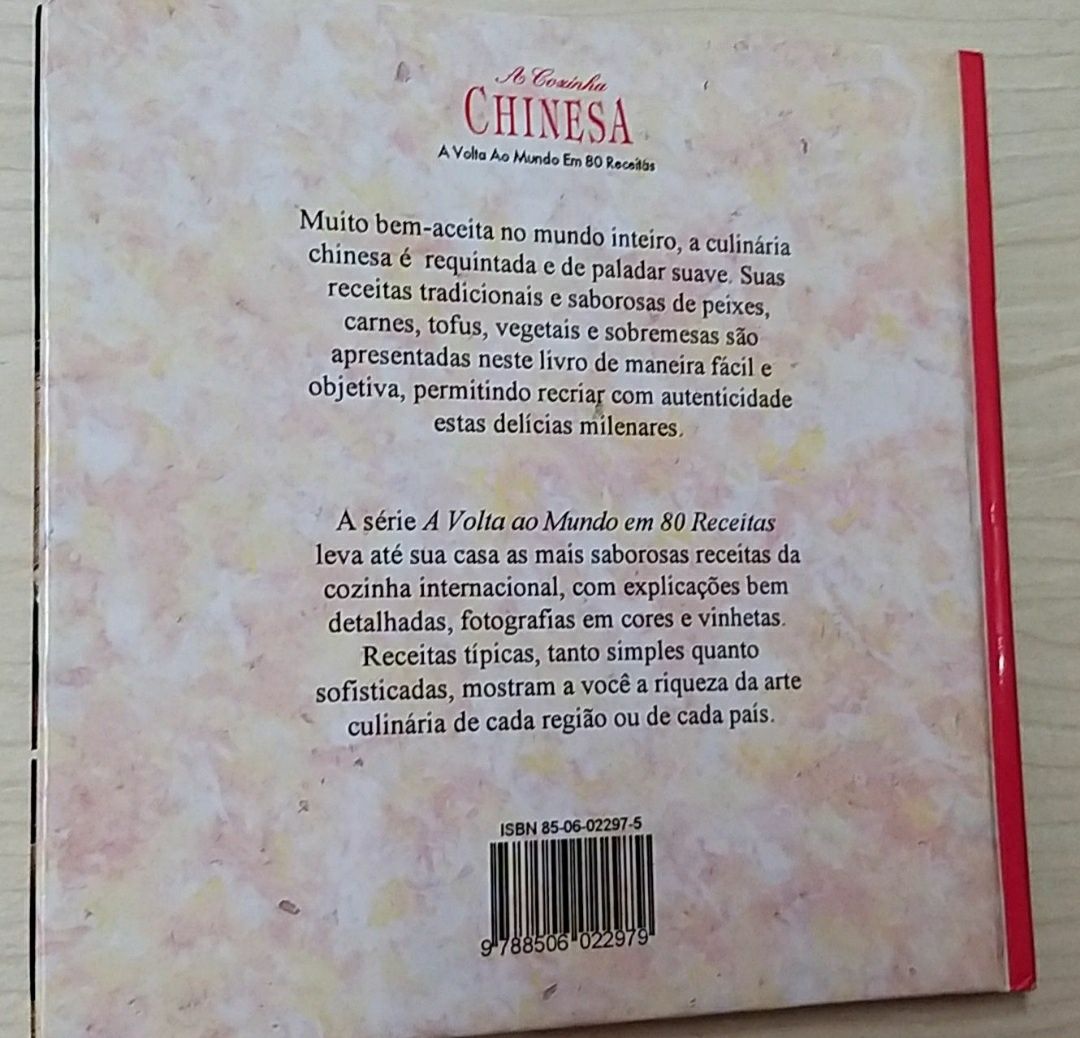 A Cozinha
CHINESA
A Volta Ao Mundo Em 80 Receitas
Muito bem-aceita no mundo inteiro, a culinária
chinesa é requintada e de paladar suave. Suas
receitas tradicionais e saborosas de peixes,
carnes, tofus, vegetais e sobremesas são
apresentadas neste livro de maneira fácil e
objetiva, permitindo recriar com autenticidade
estas delícias milenares.
A série A Volta ao Mundo em 80 Receitas
leva até sua casa as mais saborosas receitas da
cozinha internacional, com explicações bem
detalhadas, fotografias em cores e vinhetas.
Receitas típicas, tanto simples quanto
sofisticadas, mostram a você a riqueza da arte
culinária de cada região ou de cada país.
ISBN 85-06-02297-5
9 788506 022979